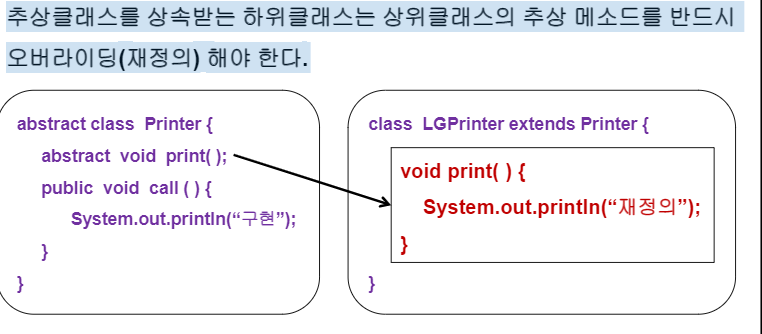 추상클래스를 상속받는 하위클래스는 상위클래스의 추상 메소드를 반드시
오버라이딩(재정의) 해야 한다.
abstract class Printer {
abstract void print( );
public void call ( ) {
System.out.println(“구현”);
}
}
class LGPrinter extends Printer {
void print( ) {
System.out.println(“재정의”);
}
}